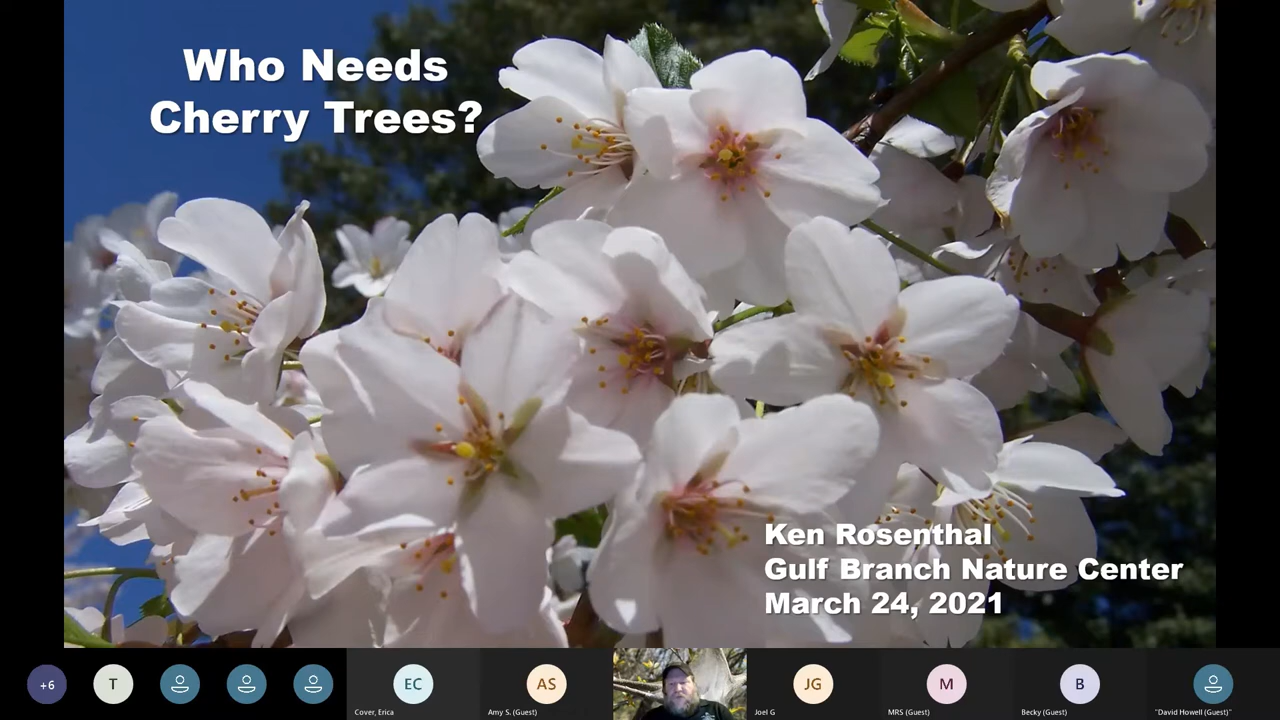 Who Needs
Cherry Trees?
Ken Rosenthal
Gulf Branch Nature Center
March 24, 2021
+6
T
EC
AS
JG
M
B
Cover, Erica
Amy S. (Guest)
Joel G
MRS (Guest)
Becky (Guest)
"David Howell (Guest)"